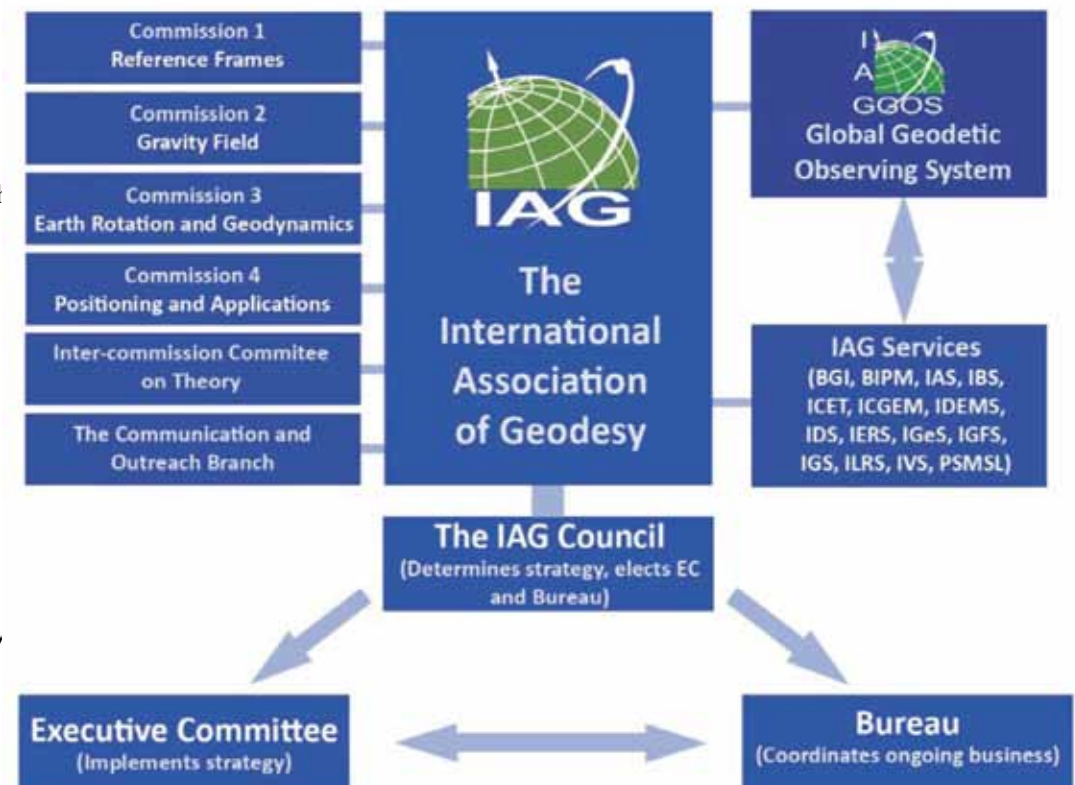 Commission 1
Reference Frames
Commission 2
Gravity Field
Commission 3
Earth Rotation and Geodynamics
Commission 4
Positioning and Applications
Inter-commission Commitee
on Theory
The Communication and
Outreach Branch
IAG
The
International
Association
of Geodesy
I
A
GGOS
Global Geodetic
Observing System
IAG Services
(BGI, BIPM, IAS, IBS,
ICET, ICGEM, IDEMS,
IDS, IERS, IGeS, IGFS,
IGS, ILRS, IVS, PSMSL)
The IAG Council
(Determines strategy, elects EC
and Bureau)
Executive Committee
(Implements strategy)
Bureau
(Coordinates ongoing business)